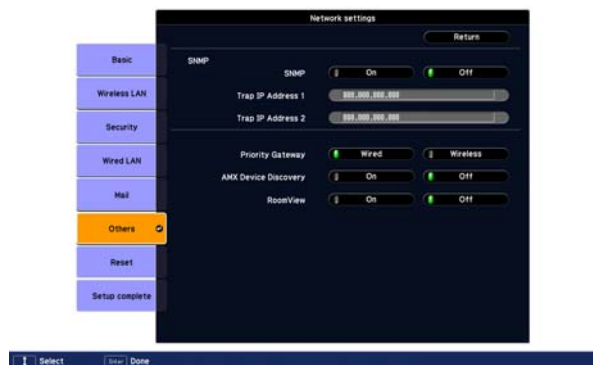 Network settings
Return
Basic
Wireless LAN
Security
Wired LAN
Mail
Others
Reset
Setup complete
SNMP
SNMP On Off
Trap IP Address 1
Trap IP Address 2
Priority Gateway Wired Wireless
AMX Device Discovery On Off
RoomView On Off
Select Enter Done